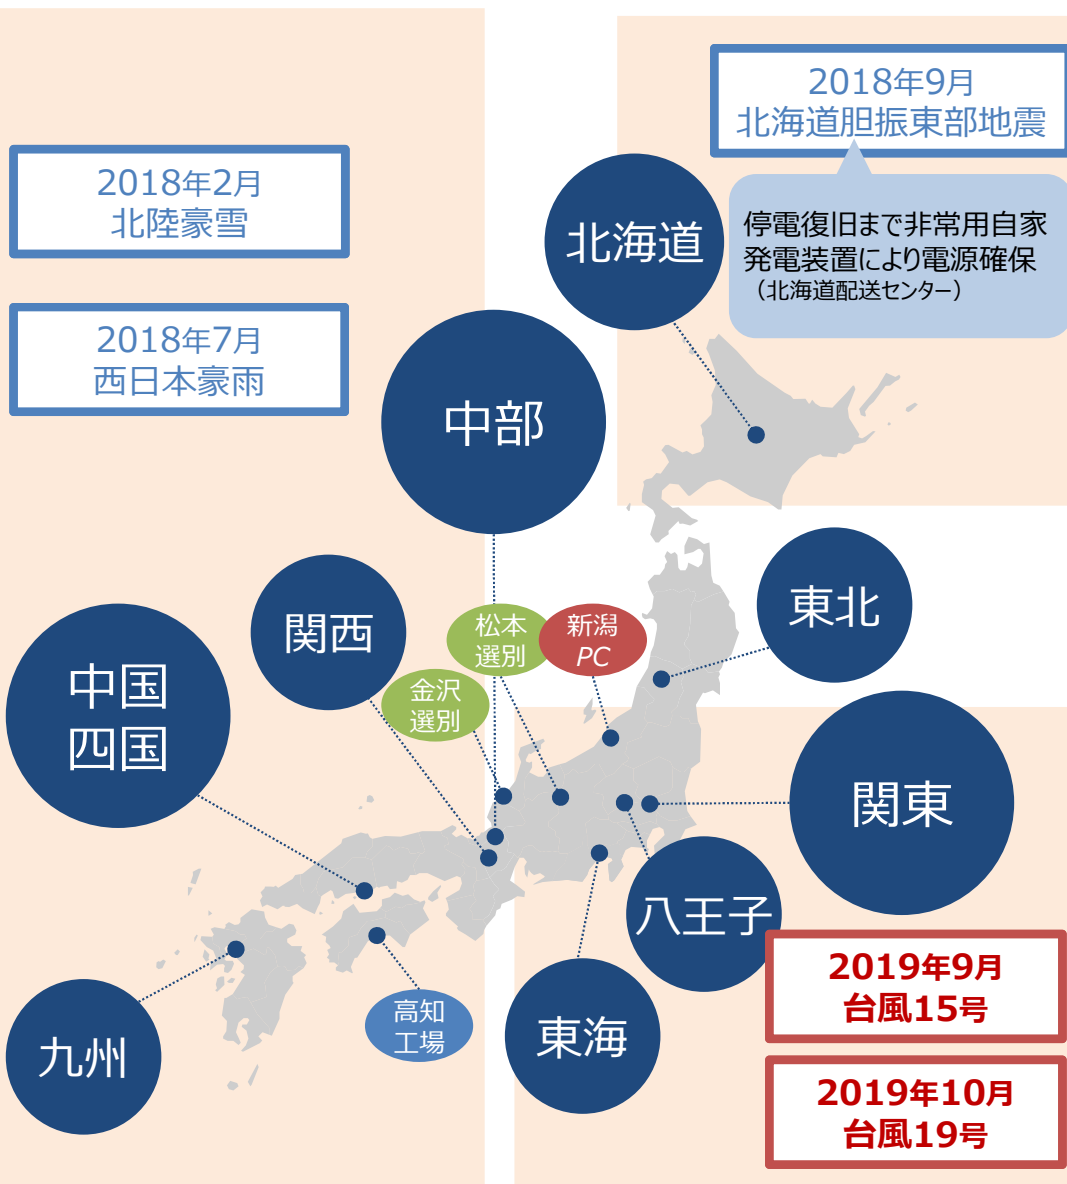 2018年2月
北陸豪雪
2018年7月
西日本豪雨
2018年9月
北海道胆振東部地震
停電復旧まで非常用自家
発電装置により電源確保
（北海道配送センター）
北海道
中部
関西
松本
選別
新潟
PC
東北
金沢
選別
中国
四国
関東
八王子
東海
高知
工場
九州
2019年9月
台風15号
2019年10月
台風19号